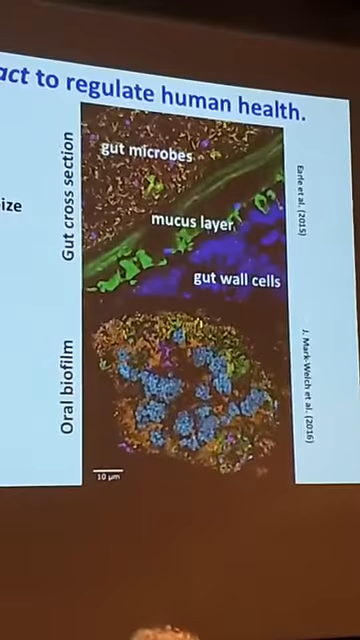 act to regulate human health.
ize
Gut cross section
gut microbes
mucus layer
gut wall cells
Earle et al. (2015)
Oral biofilm
J. Mark-Welch et al. (2016)
10 μm